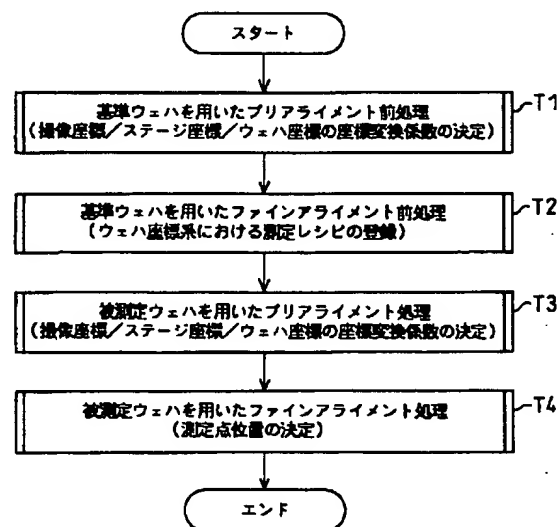 スタート
基準ウェハを用いたプリアライメント前処理
(撮像座標/ステージ座標/ウェハ座標の座標変換係数の決定)
T1
基準ウェハを用いたファインアライメント前処理
(ウェハ座標系における測定レシピの登録)
T2
被測定ウェハを用いたプリアライメント処理
(撮像座標/ステージ座標/ウェハ座標の座標変換係数の決定)
T3
被測定ウェハを用いたファインアライメント処理
(測定点位置の決定)
T4
エンド